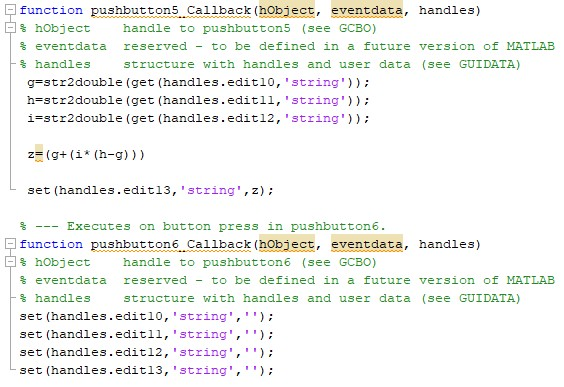 function pushbutton5_Callback(hObject, eventdata, handles)
% hObject    handle to pushbutton5 (see GCBO)
% eventdata  reserved - to be defined in a future version of MATLAB
% handles    structure with handles and user data (see GUIDATA)
g=str2double(get(handles.edit10,'string'));
h=str2double(get(handles.edit11,'string'));
i=str2double(get(handles.edit12,'string'));
z=(g+(i*(h-g)))
set(handles.edit13,'string',z);
% --- Executes on button press in pushbutton6.
function pushbutton6_Callback(hObject, eventdata, handles)
% hObject    handle to pushbutton6 (see GCBO)
% eventdata  reserved - to be defined in a future version of MATLAB
% handles    structure with handles and user data (see GUIDATA)
set(handles.edit10,'string','');
set(handles.edit11,'string','');
set(handles.edit12,'string','');
set(handles.edit13,'string','');